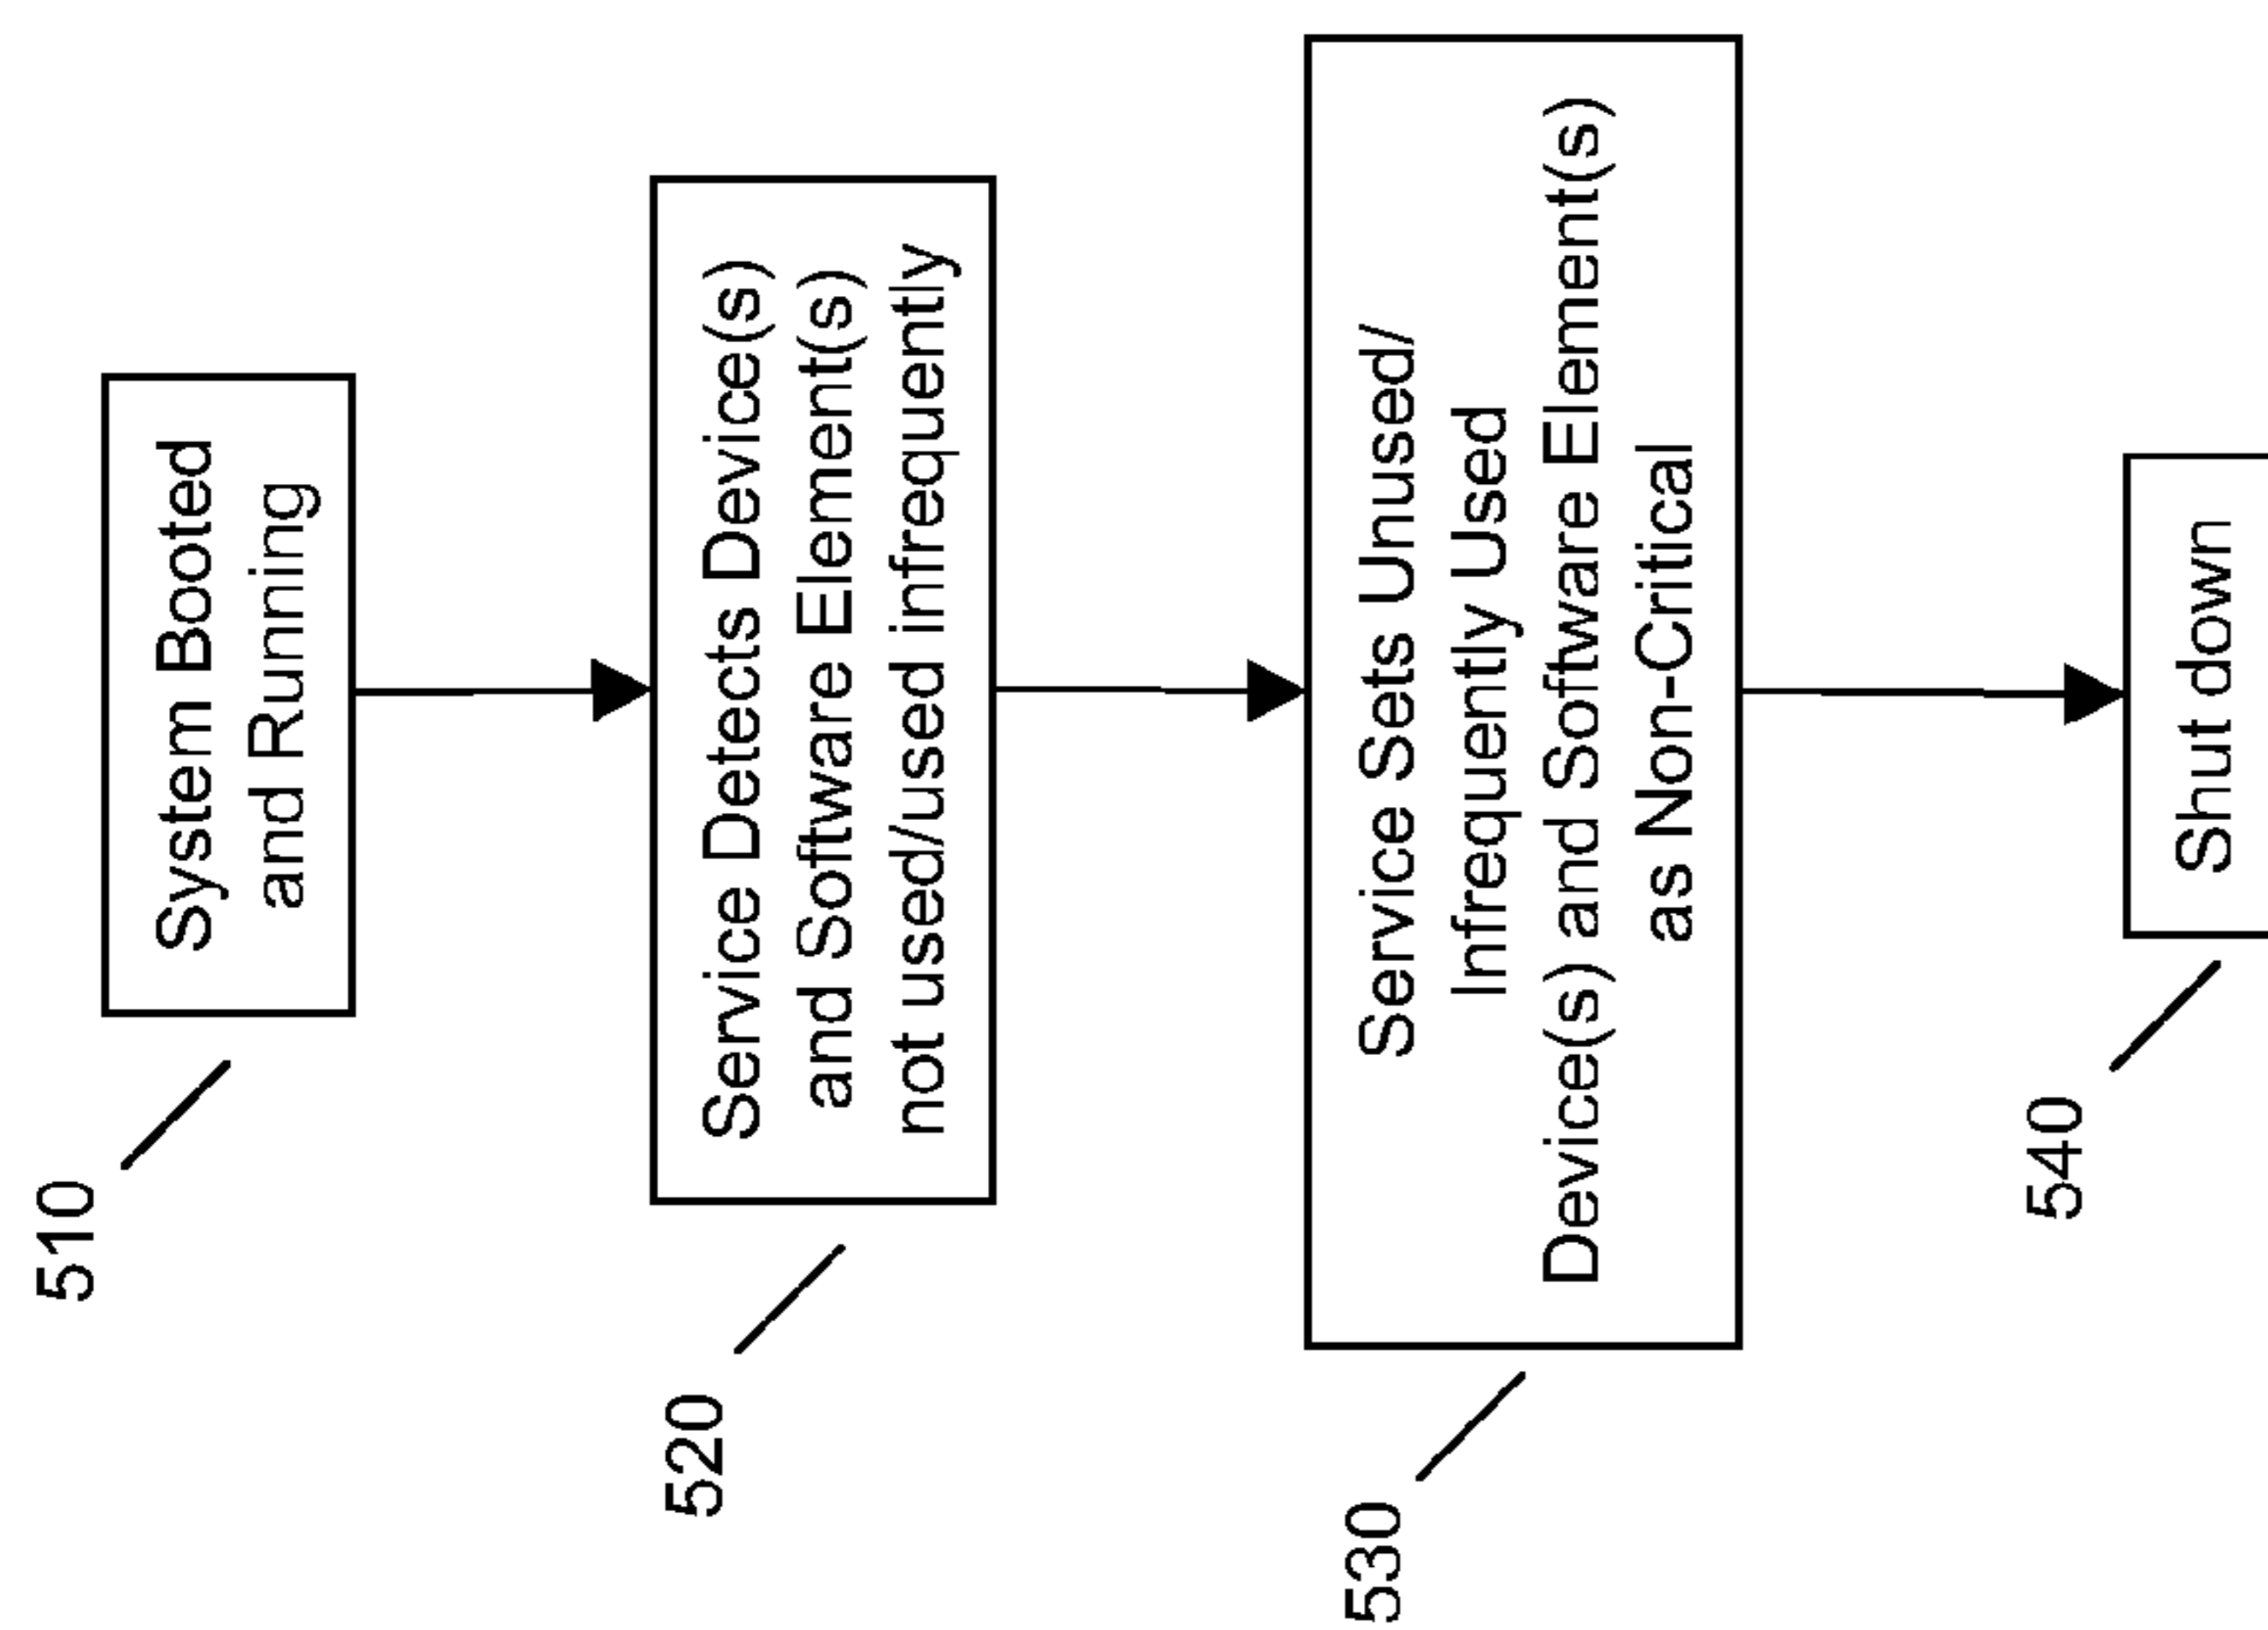 510
System Booted
and Running
520
Service Detects Device(s)
and Software Element(s)
not used/used infrequently
530
Service Sets Unused/
Infrequently Used
Device(s) and Software Element(s)
as Non-Critical
540
Shut down